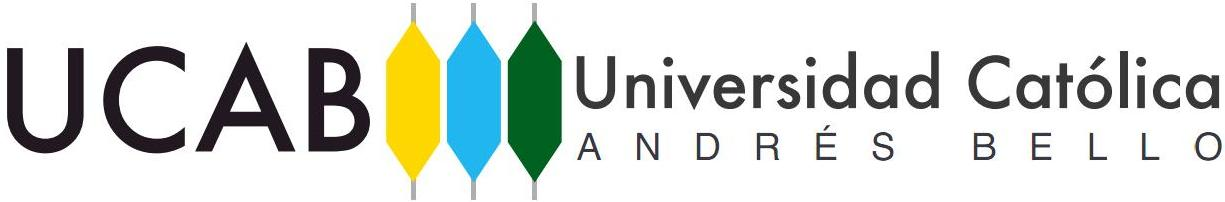 UCAB
Universidad Católica
ANDRÉS BELLO